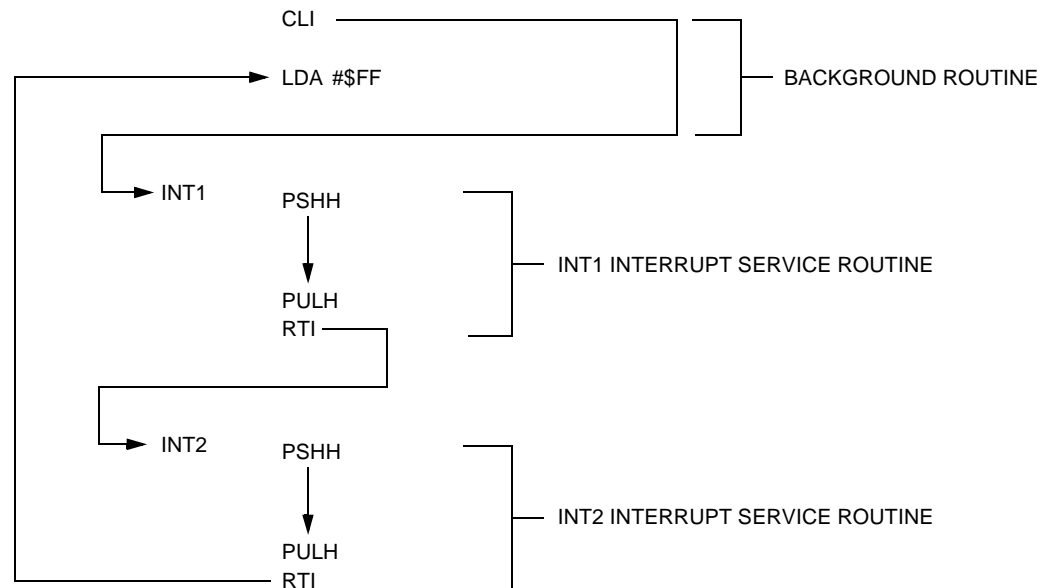 CLI
LDA #$FF
BACKGROUND ROUTINE
INT1
PSHH
INT1 INTERRUPT SERVICE ROUTINE
PULH
RTI
INT2
PSHH
INT2 INTERRUPT SERVICE ROUTINE
PULH
RTI